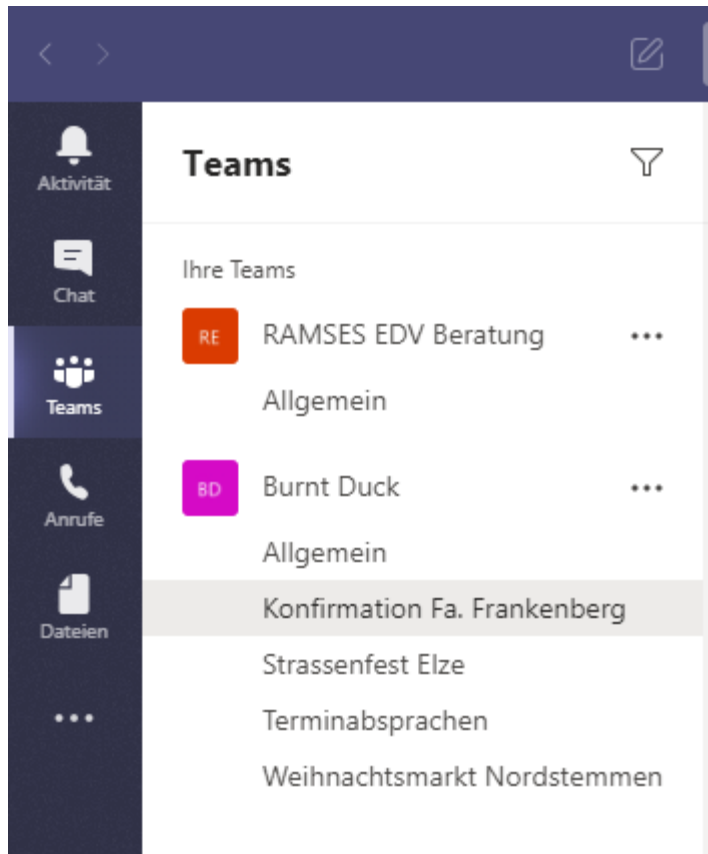 Teams
Aktivität
Chat
Teams
Anrufe
Dateien
Ihre Teams
RE
RAMSES EDV Beratung
Allgemein
BD
Burnt Duck
Allgemein
Konfirmation Fa. Frankenberg
Strassenfest Elze
Terminabsprachen
Weihnachtsmarkt Nordstemmen